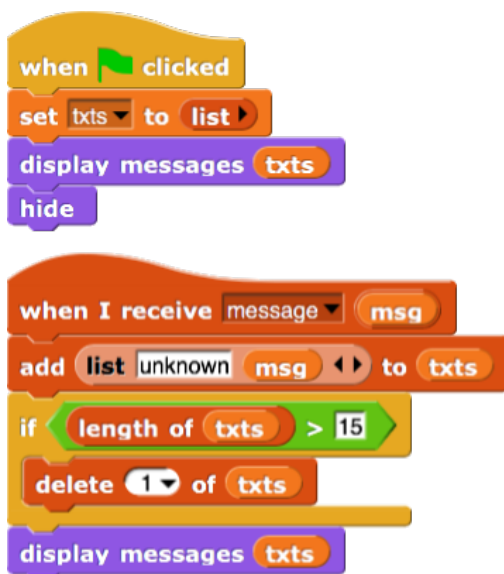 when clicked
set txts to list
display messages txts
hide
when I receive message msg
add list unknown msg to txts
if length of txts > 15
delete 1 of txts
display messages txts